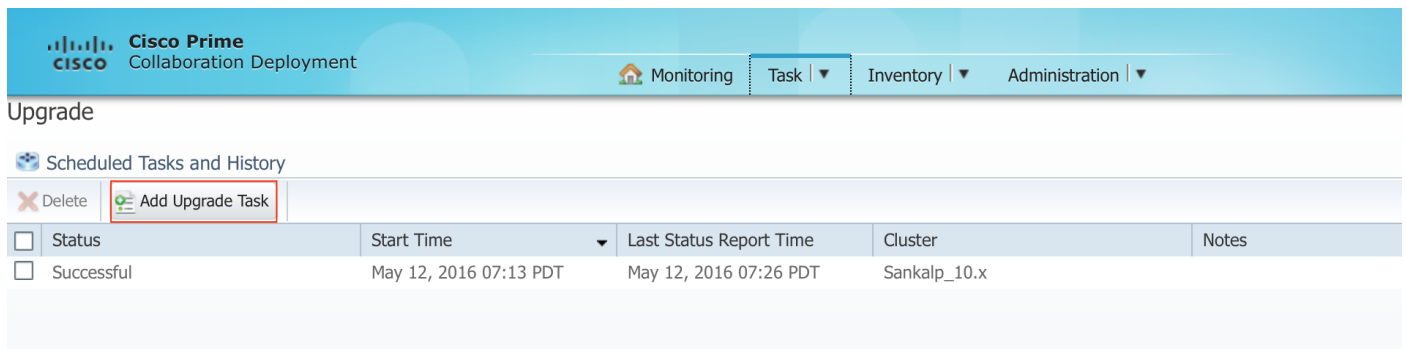 Cisco Prime
CISCO Collaboration Deployment
Monitoring Task Inventory Administration
Upgrade
Scheduled Tasks and History
Delete Add Upgrade Task
Status Start Time Last Status Report Time Cluster Notes
Successful May 12, 2016 07:13 PDT May 12, 2016 07:26 PDT Sankalp_10.x